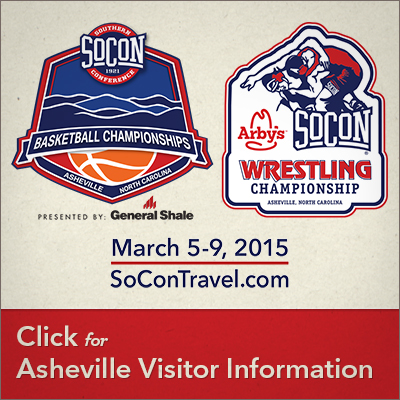 SOUTHERN
SOCON
1921
CONFERENCE
BASKETBALL CHAMPIONSHIPS
ASHEVILLE NORTH CAROLINA
PRESENTED BY: General Shale
Arby's
SOCON
WRESTLING
CHAMPIONSHIP
ASHEVILLE, NORTH CAROLINA
March 5-9, 2015
SoConTravel.com
Click for
Asheville Visitor Information